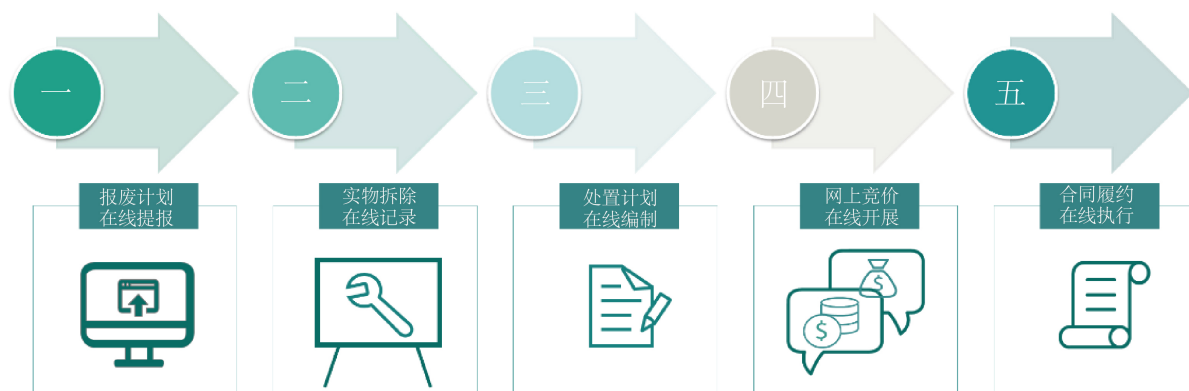 一
二
三
四
五
报废计划
在线提报
实物拆除
在线记录
处置计划
在线编制
网上竞价
在线开展
合同履约
在线执行
$
$